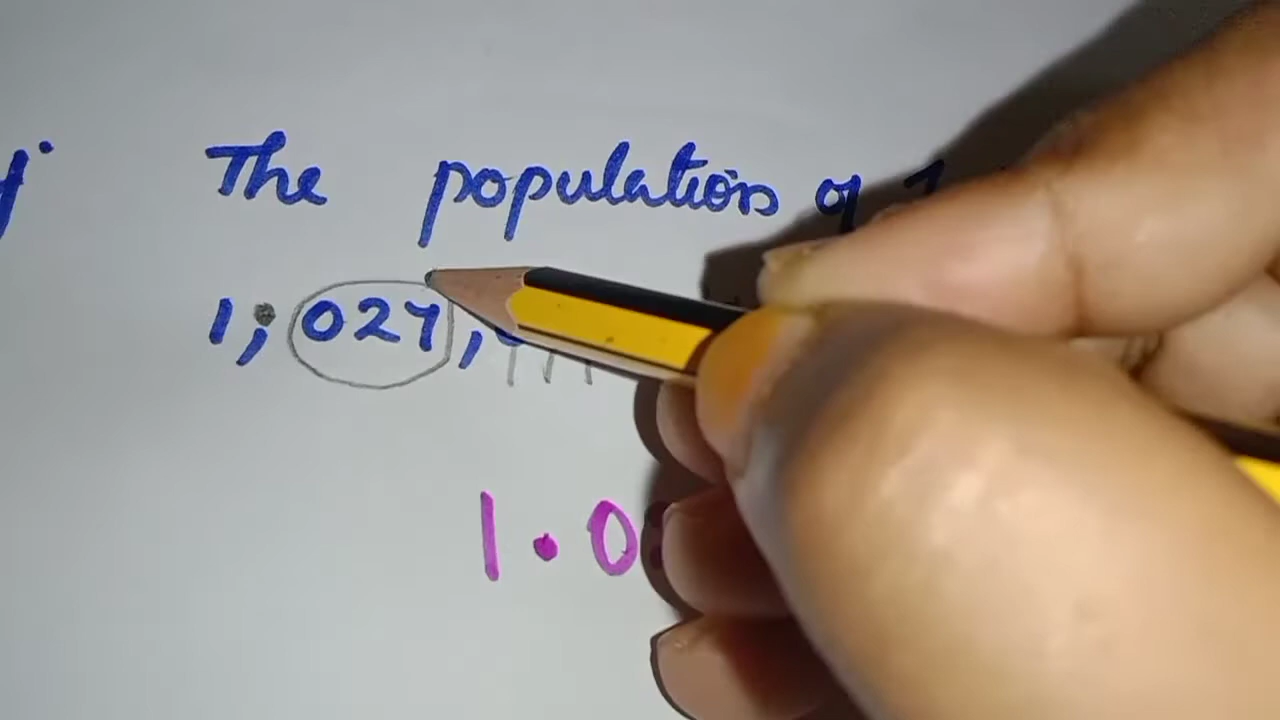 The population of
1, 027,
1.0